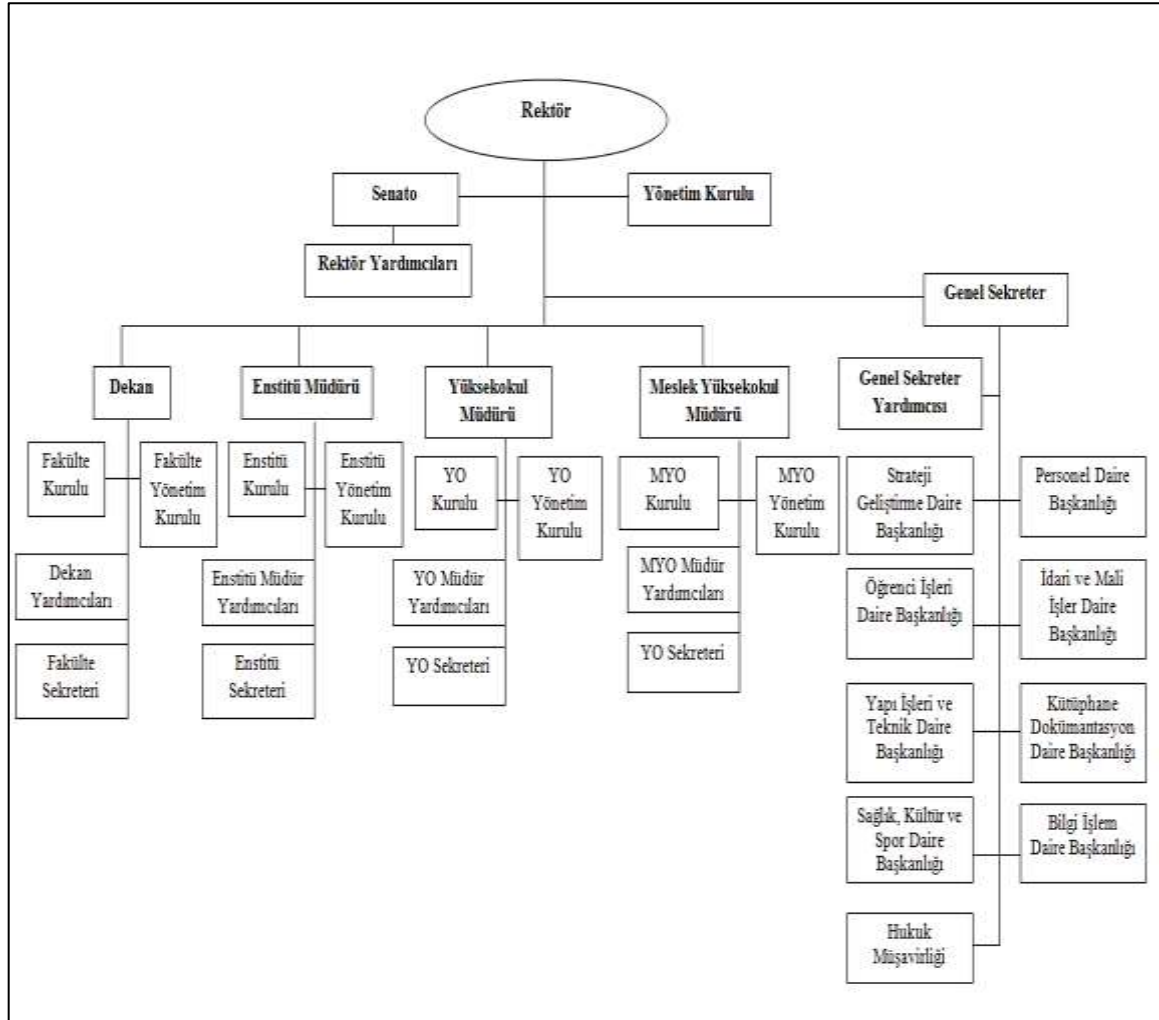 Rektör
Senato
Yönetim Kurulu
Rektör Yardımcıları
Genel Sekreter
Dekan
Enstitü Müdürü
Yüksekokul
Müdürü
Meslek Yüksekokul
Müdürü
Genel Sekreter
Yardımcısı
Fakülte
Kurulu
Fakülte
Yönetim
Kurulu
Enstitü
Kurulu
Enstitü
Yönetim
Kurulu
YO
Kurulu
YO
Yönetim
Kurulu
MYO
Kurulu
MYO
Yönetim
Kurulu
Strateji
Geliştirme Daire
Başkanlığı
Personel Daire
Başkanlığı
Dekan
Yardımcıları
Enstitü Müdür
Yardımcıları
YO Müdür
Yardımcıları
MYO Müdür
Yardımcıları
Öğrenci İşleri
Daire Başkanlığı
İdari ve Mali
İşler Daire
Başkanlığı
Fakülte
Sekreteri
Enstitü
Sekreteri
YO Sekreteri
YO Sekreteri
Yapı İşleri ve
Teknik Daire
Başkanlığı
Kütüphane
Dokümantasyon
Daire Başkanlığı
Sağlık, Kültür ve
Spor Daire
Başkanlığı
Bilgi İşlem
Daire Başkanlığı
Hukuk
Müşavirliği